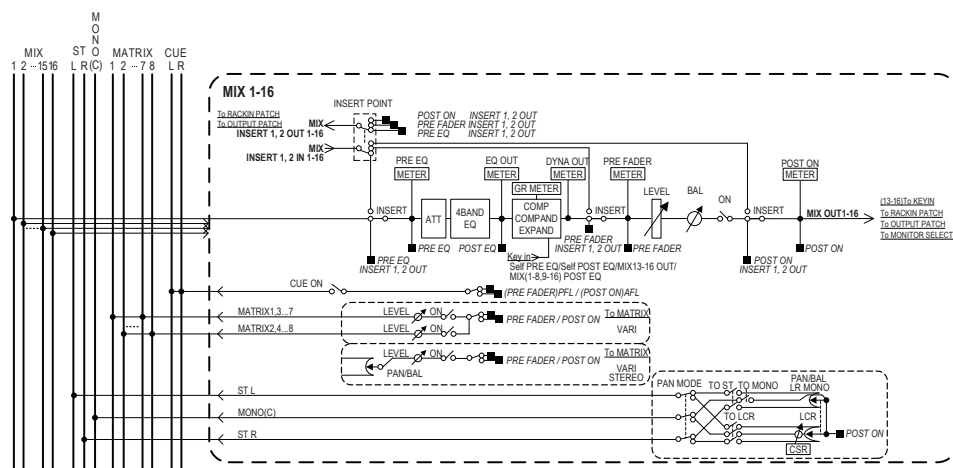 MONO(C)
MIX
ST
MATRIX
CUE
1 2 ··· 15 16
L R
1 2 ··· 7 8
L R
MIX 1-16
INSERT POINT
To RACKIN PATCH
To OUTPUT PATCH
MIX
INSERT 1, 2 OUT 1-16
POST ON INSERT 1, 2 OUT
PRE FADER INSERT 1, 2 OUT
PRE EQ INSERT 1, 2 OUT
MIX
INSERT 1, 2 IN 1-16
PRE EQ
METER
EQ OUT
METER
DYNA OUT
METER
PRE FADER
METER
POST ON
METER
GR METER
LEVEL
BAL
ON
INSERT
ATT
4BAND
EQ
COMP
COMPAND
EXPAND
INSERT
INSERT
MIX OUT1-16
(13-16)To KEYIN
To RACKIN PATCH
To OUTPUT PATCH
To MONITOR SELECT
PRE EQ
POST EQ
PRE FADER
INSERT 1, 2 OUT
PRE FADER
POST ON
PRE EQ
INSERT 1, 2 OUT
POST ON
INSERT 1, 2 OUT
Key in
Self PRE EQ/Self POST EQ/MIX13-16 OUT/
MIX(1-8,9-16) POST EQ
CUE ON
(PRE FADER)PFL / (POST ON)AFL
MATRIX1,3...7
LEVEL
ON
PRE FADER / POST ON
To MATRIX
MATRIX2,4...8
LEVEL
ON
VARI
LEVEL
ON
PRE FADER / POST ON
To MATRIX
PAN/BAL
VARI
STEREO
ST L
PAN MODE
TO ST
TO MONO
PAN/BAL
LR MONO
MONO(C)
TO LCR
LCR
ST R
POST ON
CSR